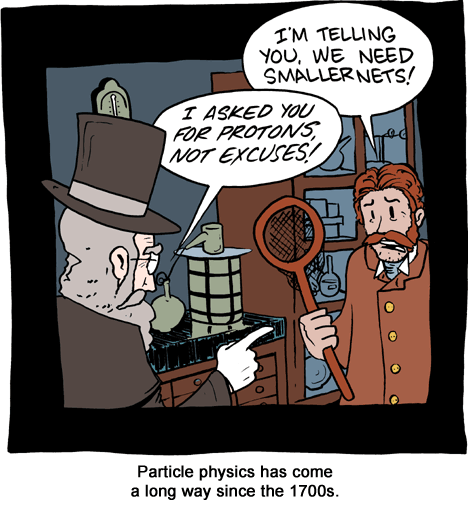 I'M TELLING
YOU, WE NEED
SMALLER NETS!
I ASKED YOU
FOR PROTONS,
NOT EXCUSES!
Particle physics has come
a long way since the 1700s.